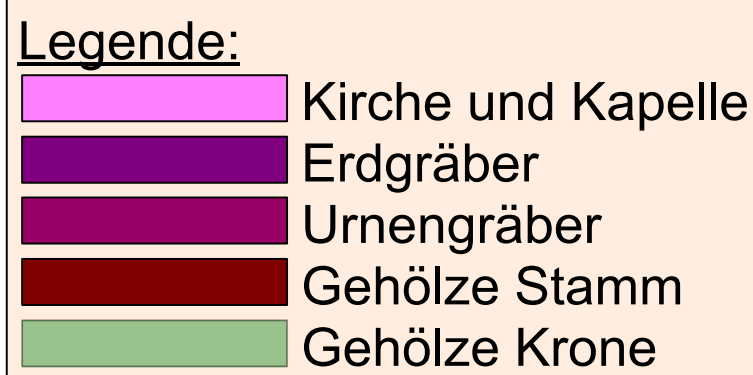 Legende:
Kirche und Kapelle
Erdgräber
Urnengräber
Gehölze Stamm
Gehölze Krone